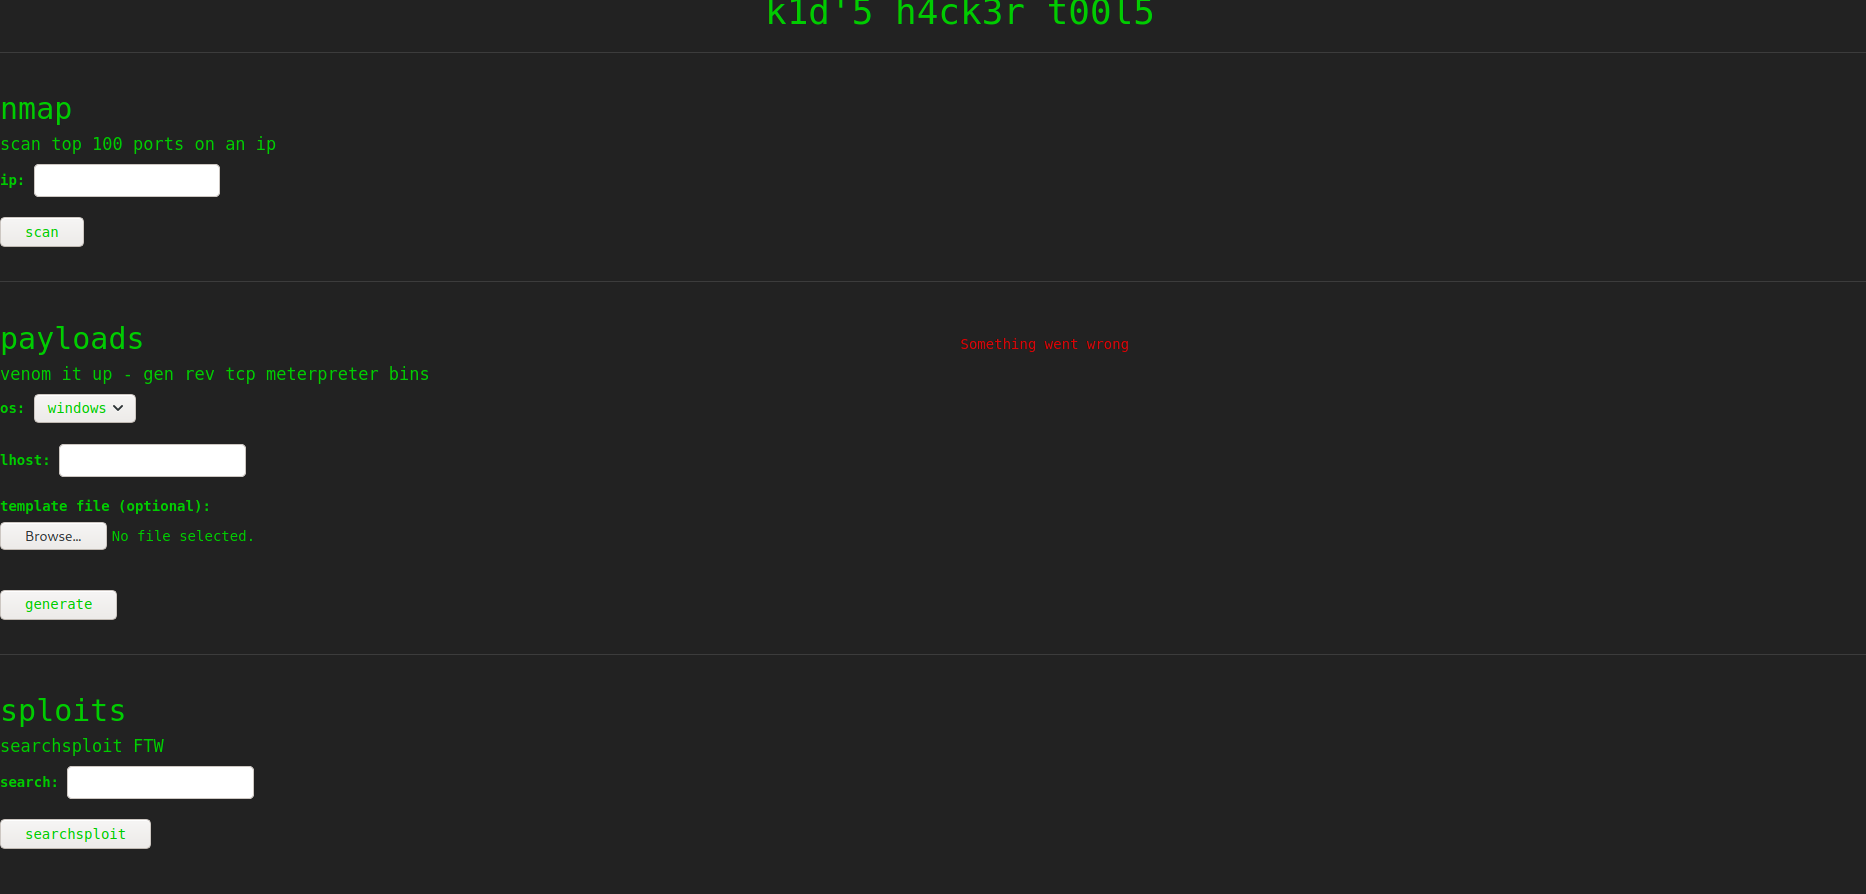 k1d'5 h4ck3r t00l5
nmap
scan top 100 ports on an ip
ip:
scan
payloads
Something went wrong
venom it up - gen rev tcp meterpreter bins
os: windows
lhost:
template file (optional):
Browse... No file selected.
generate
sploits
searchsploit FTW
search:
searchsploit